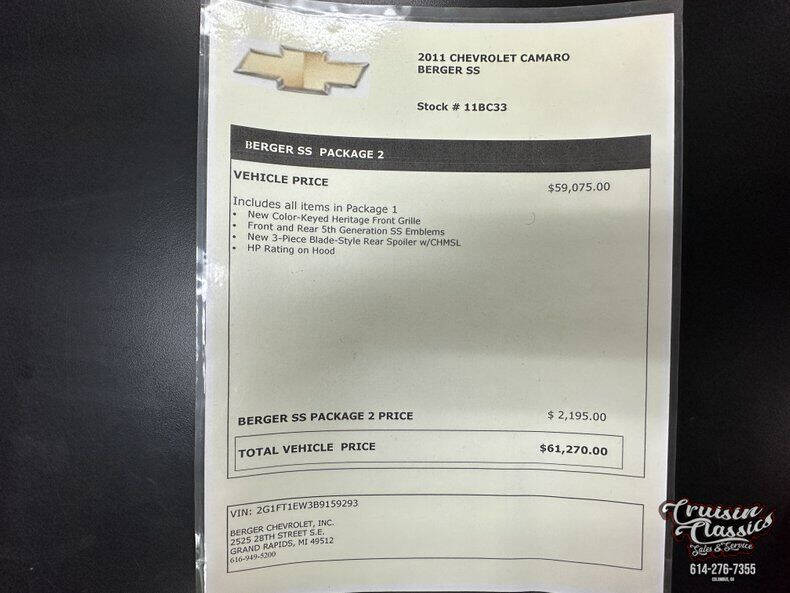 2011 CHEVROLET CAMARO
BERGER SS
Stock # 11BC33
BERGER SS PACKAGE 2
VEHICLE PRICE $59,075.00
Includes all items in Package 1
• New Color-Keyed Heritage Front Grille
• Front and Rear 5th Generation SS Emblems
• New 3-Piece Blade-Style Rear Spoiler w/CHMSL
• HP Rating on Hood
BERGER SS PACKAGE 2 PRICE $ 2,195.00
TOTAL VEHICLE PRICE $61,270.00
VIN: 2G1FT1EW3B9159293
BERGER CHEVROLET, INC.
2525 28TH STREET S.E.
GRAND RAPIDS, MI 49512
616-949-5200
Cruisin
Classics
Sales & Service
614-276-7355
COLUMBUS, OH